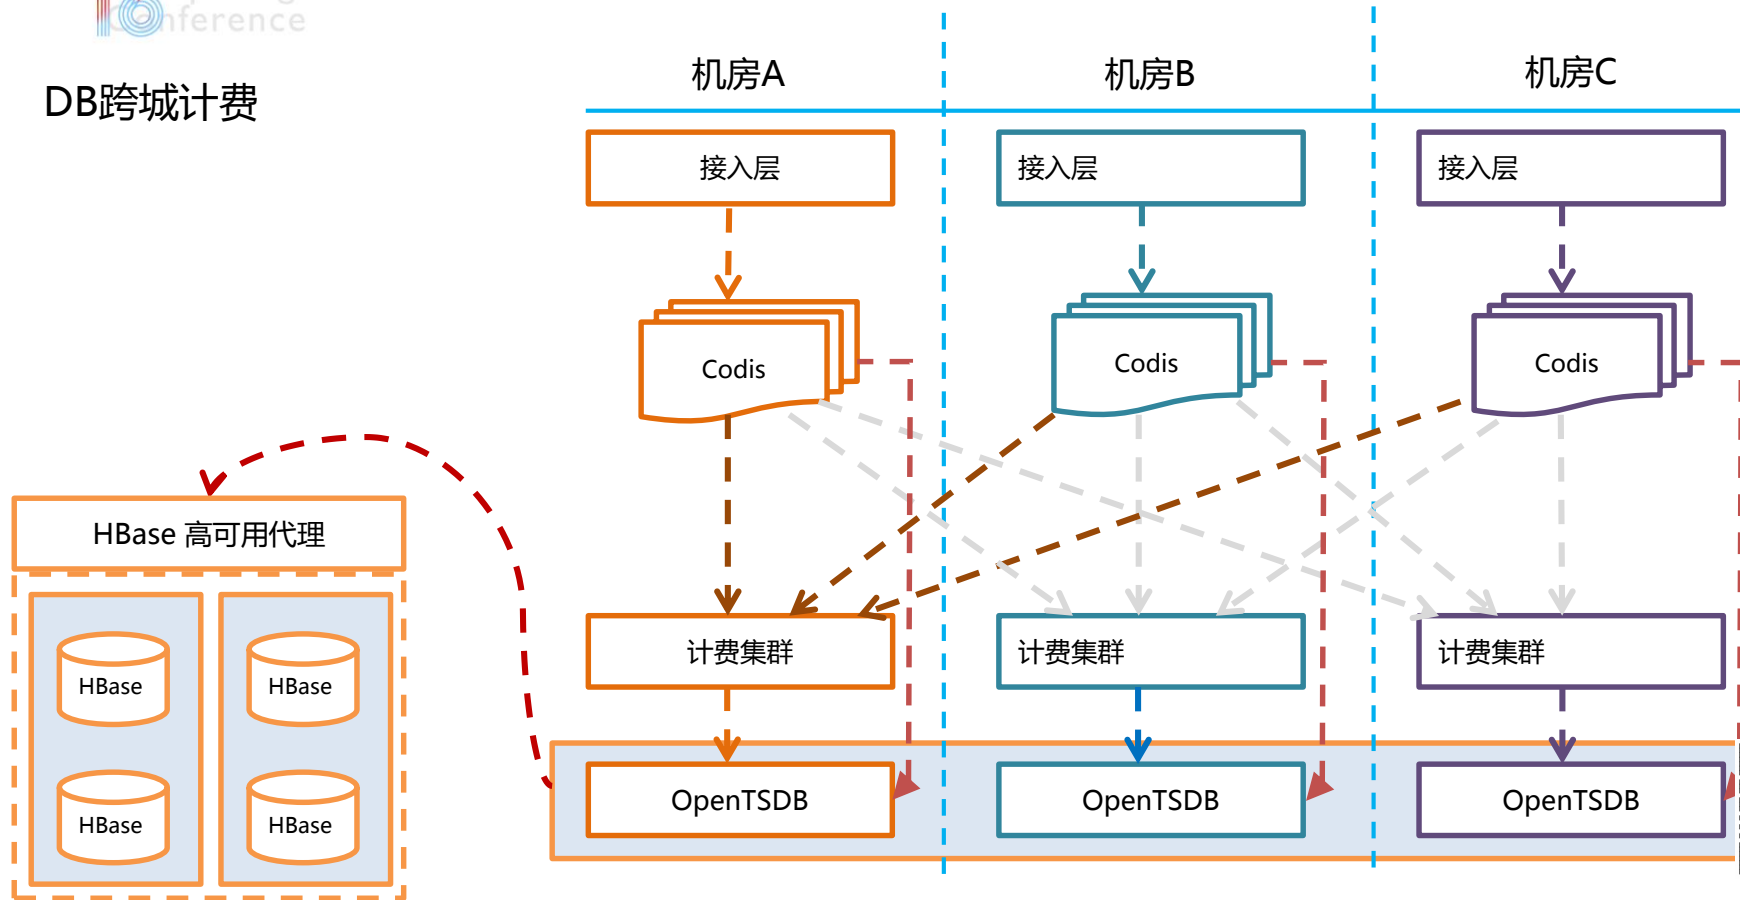 Conference
DB跨城计费
机房A
机房B
机房C
接入层
接入层
接入层
Codis
Codis
Codis
HBase 高可用代理
计费集群
计费集群
计费集群
HBase
HBase
HBase
HBase
OpenTSDB
OpenTSDB
OpenTSDB